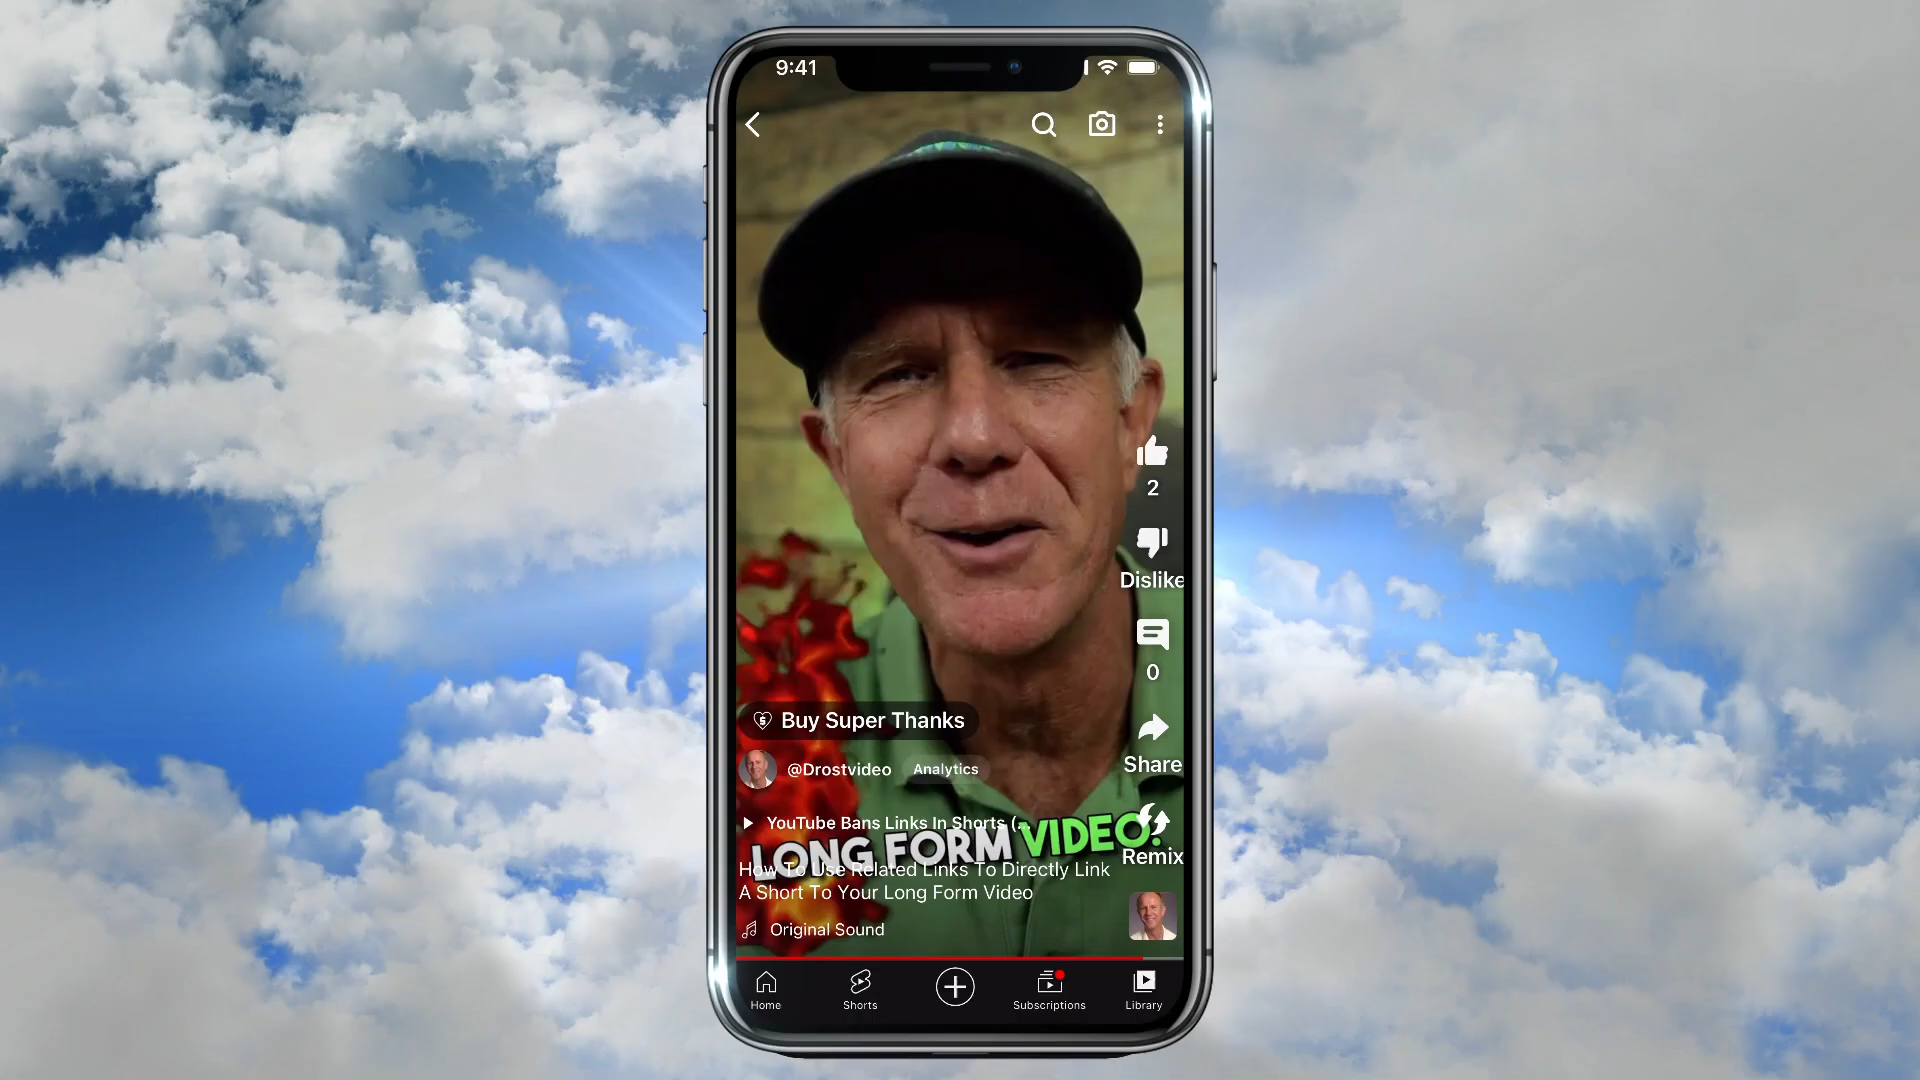 9:41
2
Dislike
0
Buy Super Thanks
Share
@Drostvideo Analytics
YouTube Bans Links In Shorts (...
LONG FORM VIDEO.
Remix
How To Use Related Links To Directly Link
A Short To Your Long Form Video
Original Sound
Home Shorts Subscriptions Library